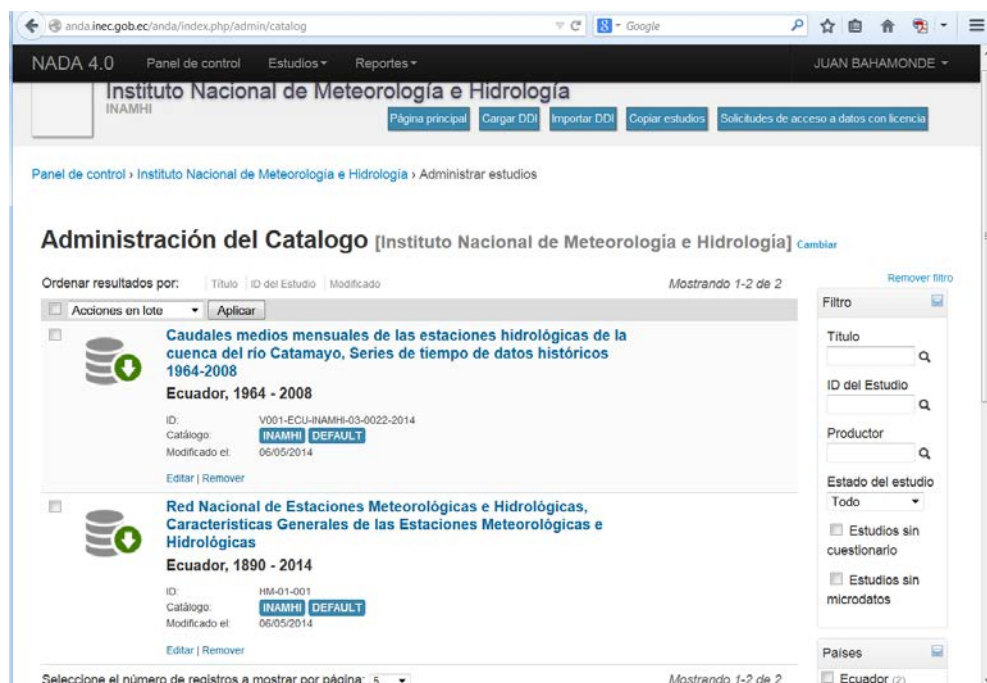 anda.inec.gob.ec/anda/index.php/admin/catalog
Google
NADA 4.0 Panel de control Estudios Reportes JUAN BAHAMONDE
Instituto Nacional de Meteorología e Hidrología
INAMHI
Página principal Cargar DDI Importar DDI Copiar estudios Solicitudes de acceso a datos con licencia
Panel de control › Instituto Nacional de Meteorología e Hidrología › Administrar estudios
Administración del Catalogo [Instituto Nacional de Meteorología e Hidrología] Cambiar
Ordenar resultados por: Título ID del Estudio Modificado Mostrando 1-2 de 2
Acciones en lote Aplicar
Caudales medios mensuales de las estaciones hidrológicas de la
cuenca del río Catamayo, Series de tiempo de datos históricos
1964-2008
Ecuador, 1964 - 2008
ID: V001-ECU-INAMHI-03-0022-2014
Catálogo: INAMHI DEFAULT
Modificado el: 06/05/2014
Editar | Remover
Red Nacional de Estaciones Meteorológicas e Hidrológicas,
Características Generales de las Estaciones Meteorológicas e
Hidrológicas
Ecuador, 1890 - 2014
ID: HM-01-001
Catálogo: INAMHI DEFAULT
Modificado el: 06/05/2014
Editar | Remover
Seleccione el número de registros a mostrar por página: 5 Mostrando 1-2 de 2
Remover filtro
Filtro
Título
ID del Estudio
Productor
Estado del estudio
Todo
Estudios sin
cuestionario
Estudios sin
microdatos
Países
Ecuador (2)